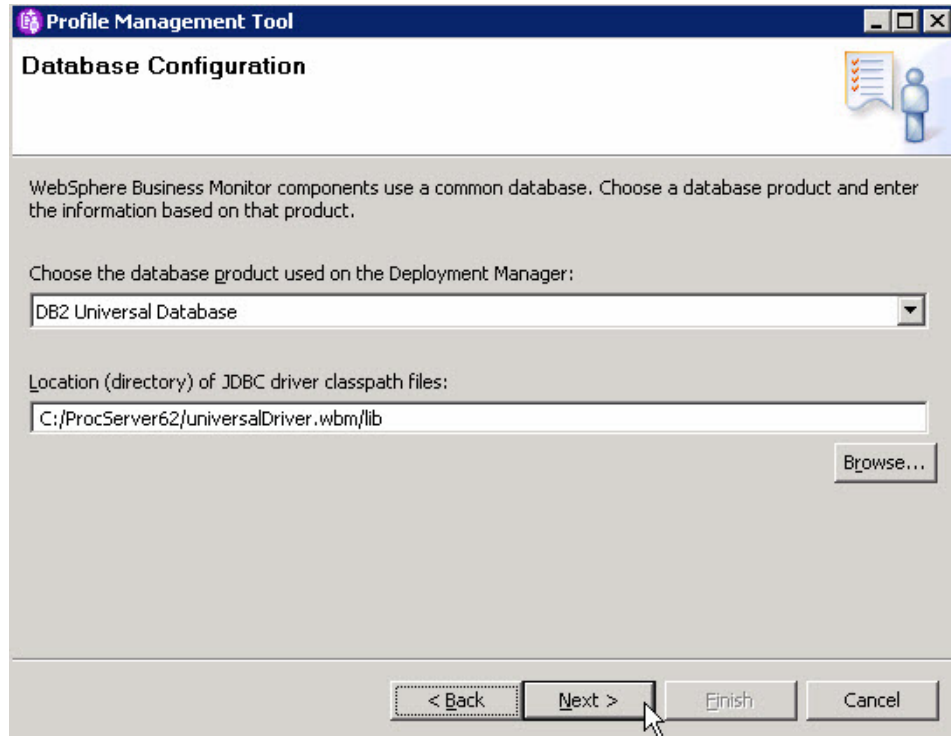 Profile Management Tool
Database Configuration
WebSphere Business Monitor components use a common database. Choose a database product and enter
the information based on that product.
Choose the database product used on the Deployment Manager:
DB2 Universal Database
Location (directory) of JDBC driver classpath files:
C:/ProcServer62/universalDriver.wbm/lib
Browse...
< Back
Next >
Finish
Cancel